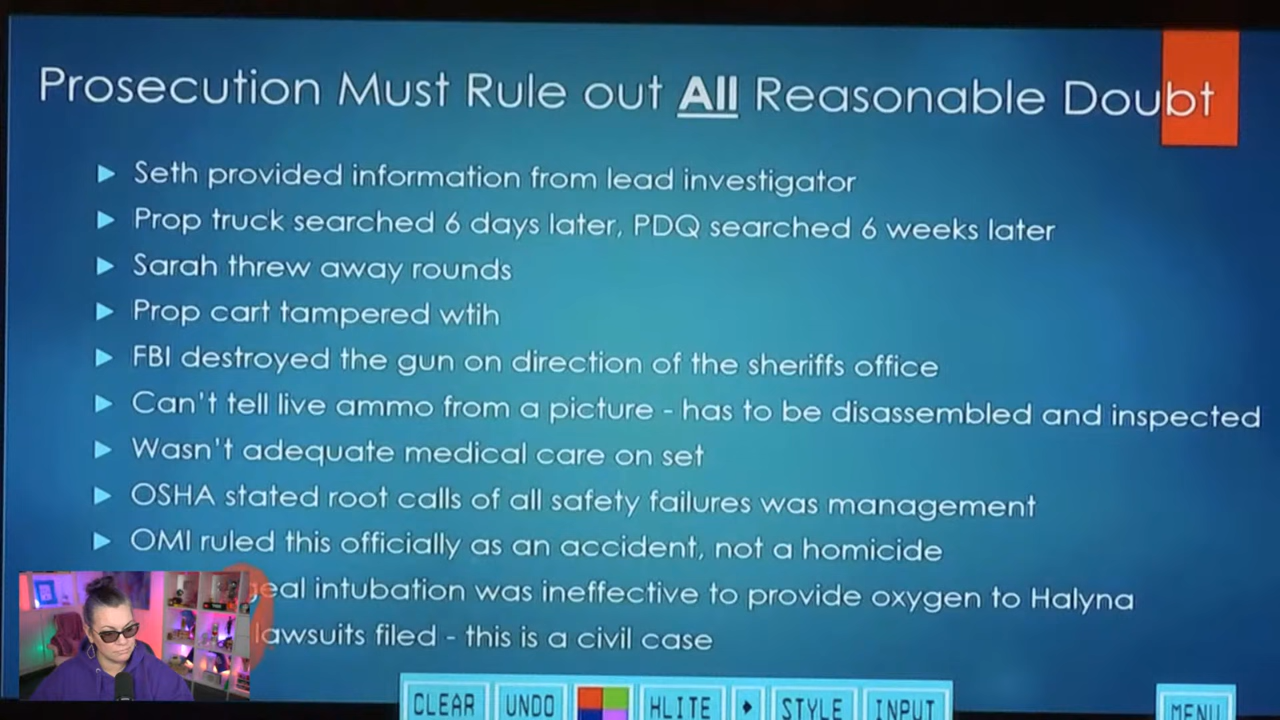 Prosecution Must Rule out All Reasonable Doubt
Seth provided information from lead investigator
Prop truck searched 6 days later, PDQ searched 6 weeks later
Sarah threw away rounds
Prop cart tampered wtih
FBI destroyed the gun on direction of the sheriffs office
Can't tell live ammo from a picture - has to be disassembled and inspected
Wasn't adequate medical care on set
OSHA stated root calls of all safety failures was management
OMI ruled this officially as an accident, not a homicide
intubation was ineffective to provide oxygen to Halyna
lawsuits filed - this is a civil case
CLEAR UNDO HLITE STYLE INPUT MENU